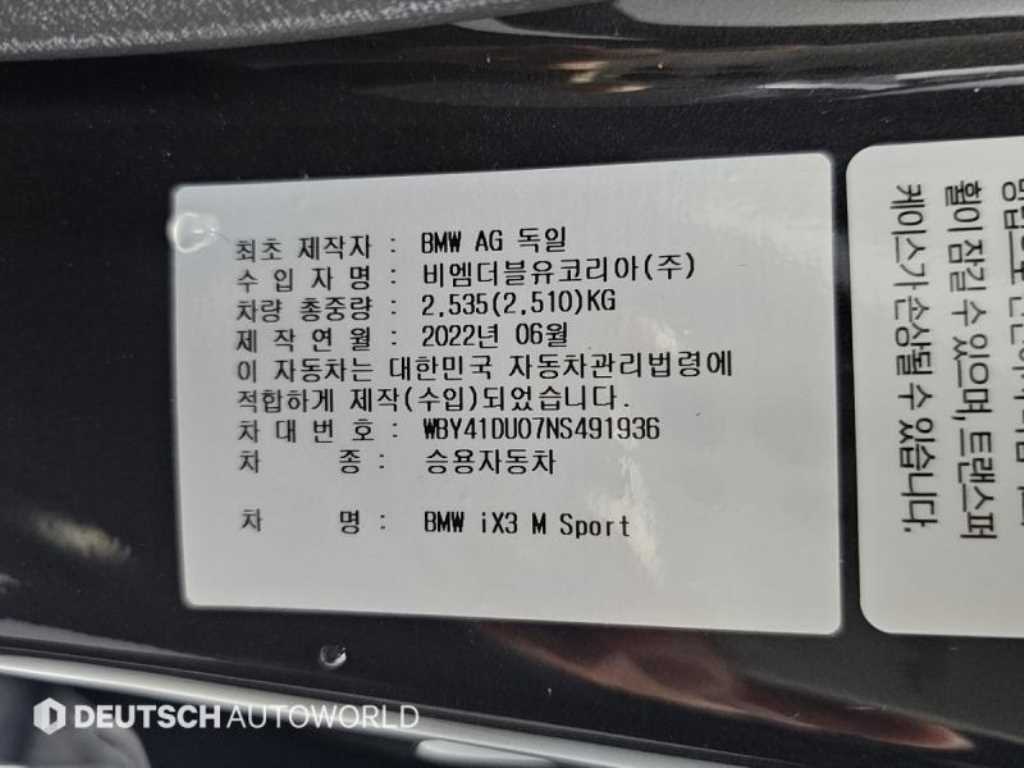 최초 제작자 : BMW AG 독일
수 입 자 명 : 비엠더블유코리아(주)
차량 총중량 : 2,535(2,510)KG
제 작 연 월 : 2022년 06월
이 자동차는 대한민국 자동차관리법령에
적합하게 제작(수입)되었습니다.
차 대 번 호 : WBY41DU07NS491936
차 종 : 승용자동차
차 명 : BMW iX3 M Sport
휠이 잠길 수 있으며, 트랜스퍼
케이스가 손상될 수 있습니다.
DEUTSCH AUTOWORLD